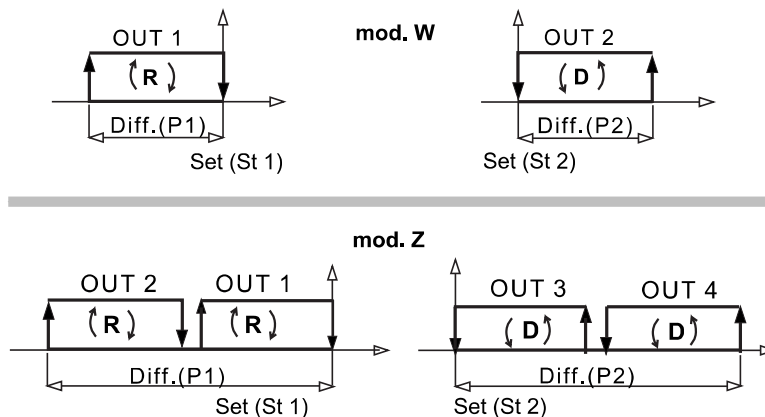 OUT 1 mod. W OUT 2
R D
Diff.(P1) Diff.(P2)
Set (St 1) Set (St 2)
mod. Z
OUT 2 OUT 1 OUT 3 OUT 4
R R D D
Diff.(P1) Diff.(P2)
Set (St 1) Set (St 2)